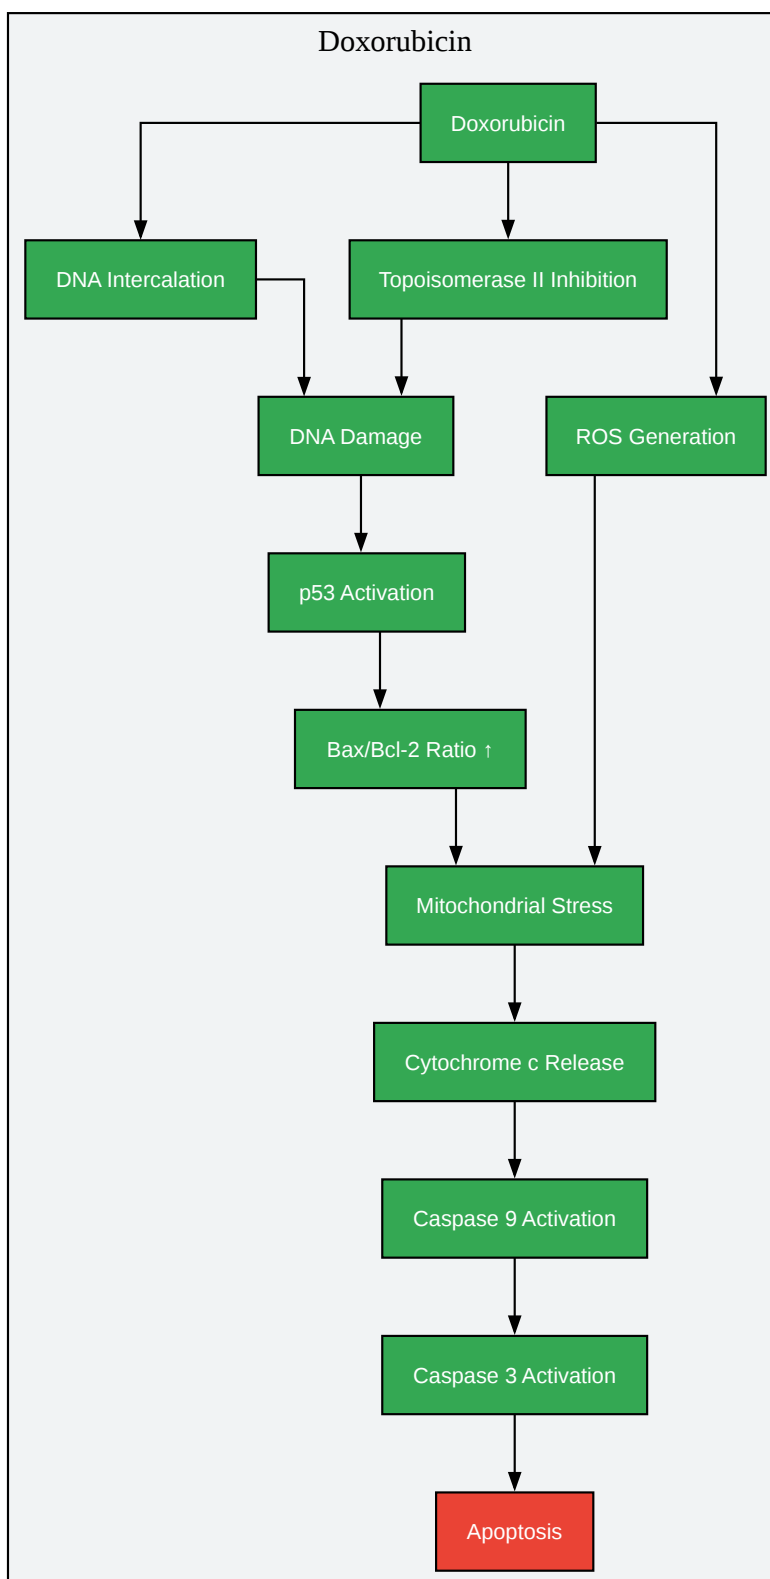 Doxorubicin
Doxorubicin
DNA Intercalation
Topoisomerase II Inhibition
DNA Damage
ROS Generation
p53 Activation
Bax/Bcl-2 Ratio ↑
Mitochondrial Stress
Cytochrome c Release
Caspase 9 Activation
Caspase 3 Activation
Apoptosis